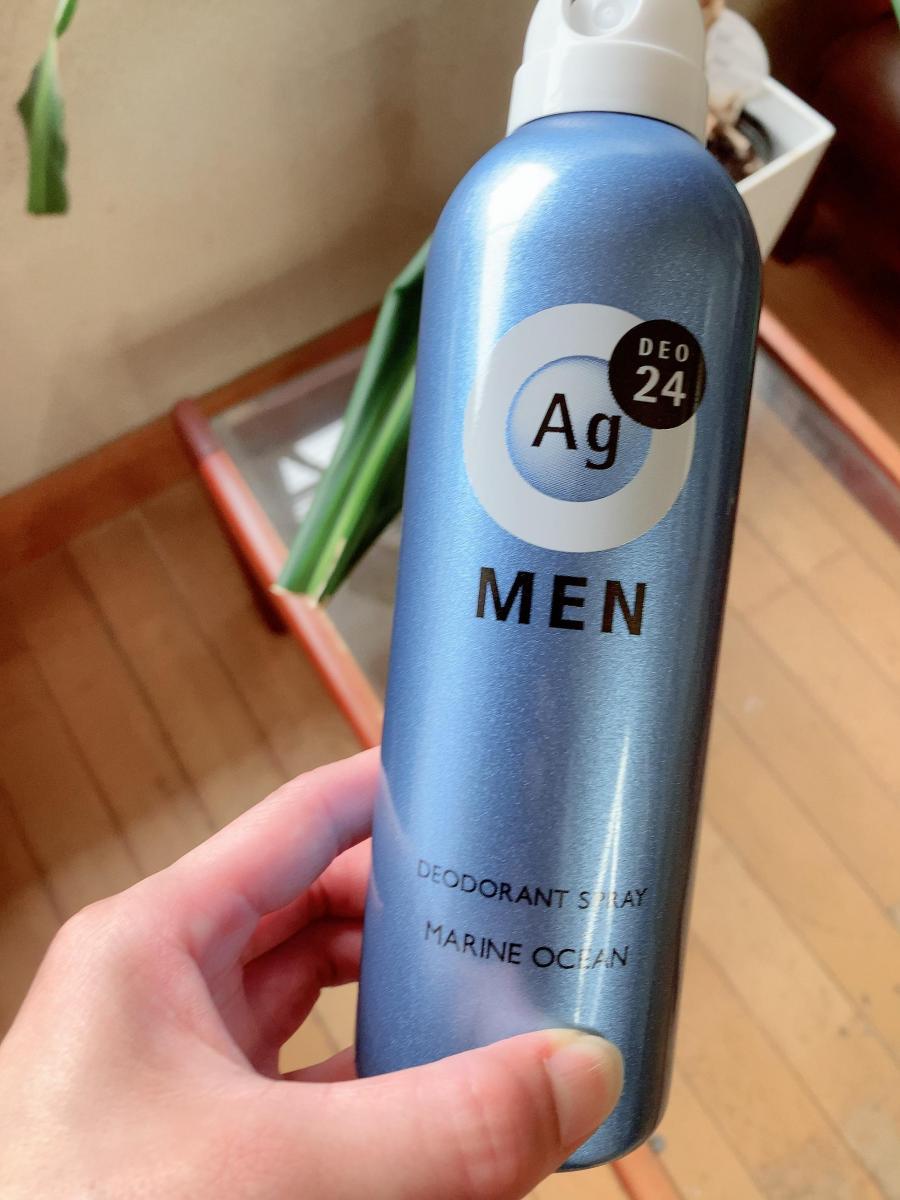 DEO
24
Ag
MEN
DEODORANT SPRAY
MARINE OCEAN